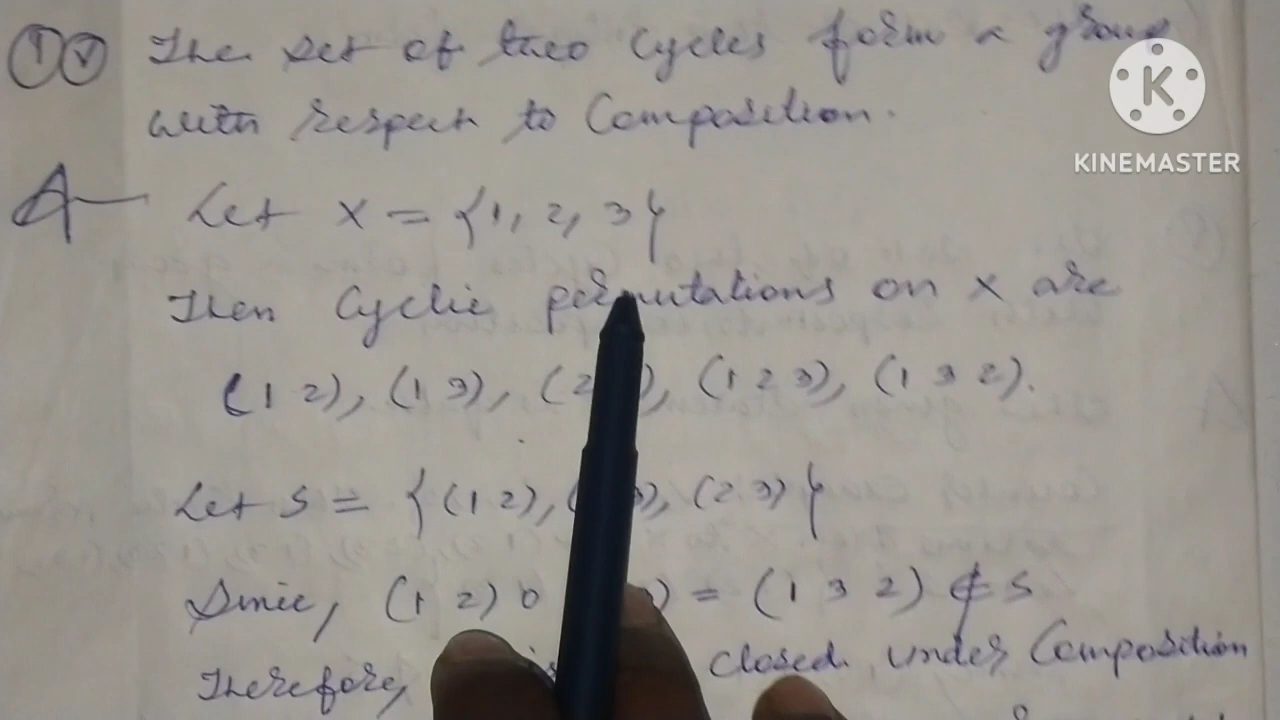 1 v The set of two cycles form a group
with respect to Composition.
K
KINEMASTER
A— Let X = {1, 2, 3}
Then Cyclic permutations on X are
(1 2), (1 3), (2 ), (1 2 3), (1 3 2).
Let S = {(1 2), ( 3), (2 3)}
Since, (1 2) o ) = (1 3 2) ∉ S
Therefore, closed under Composition